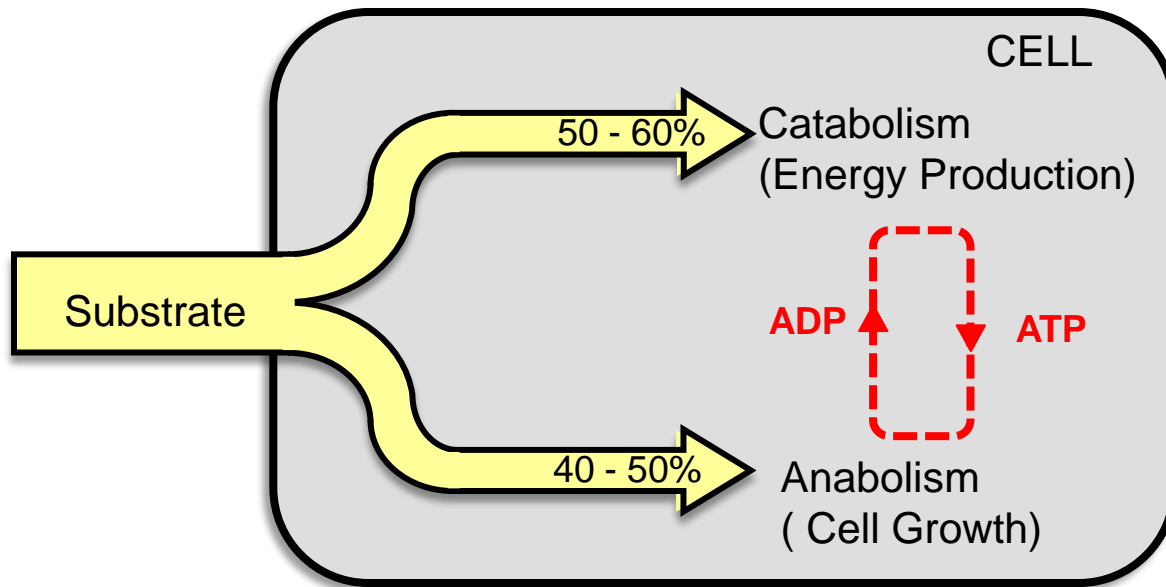 CELL
50 - 60%
Catabolism
(Energy Production)
Substrate
ADP
ATP
40 - 50%
Anabolism
( Cell Growth)